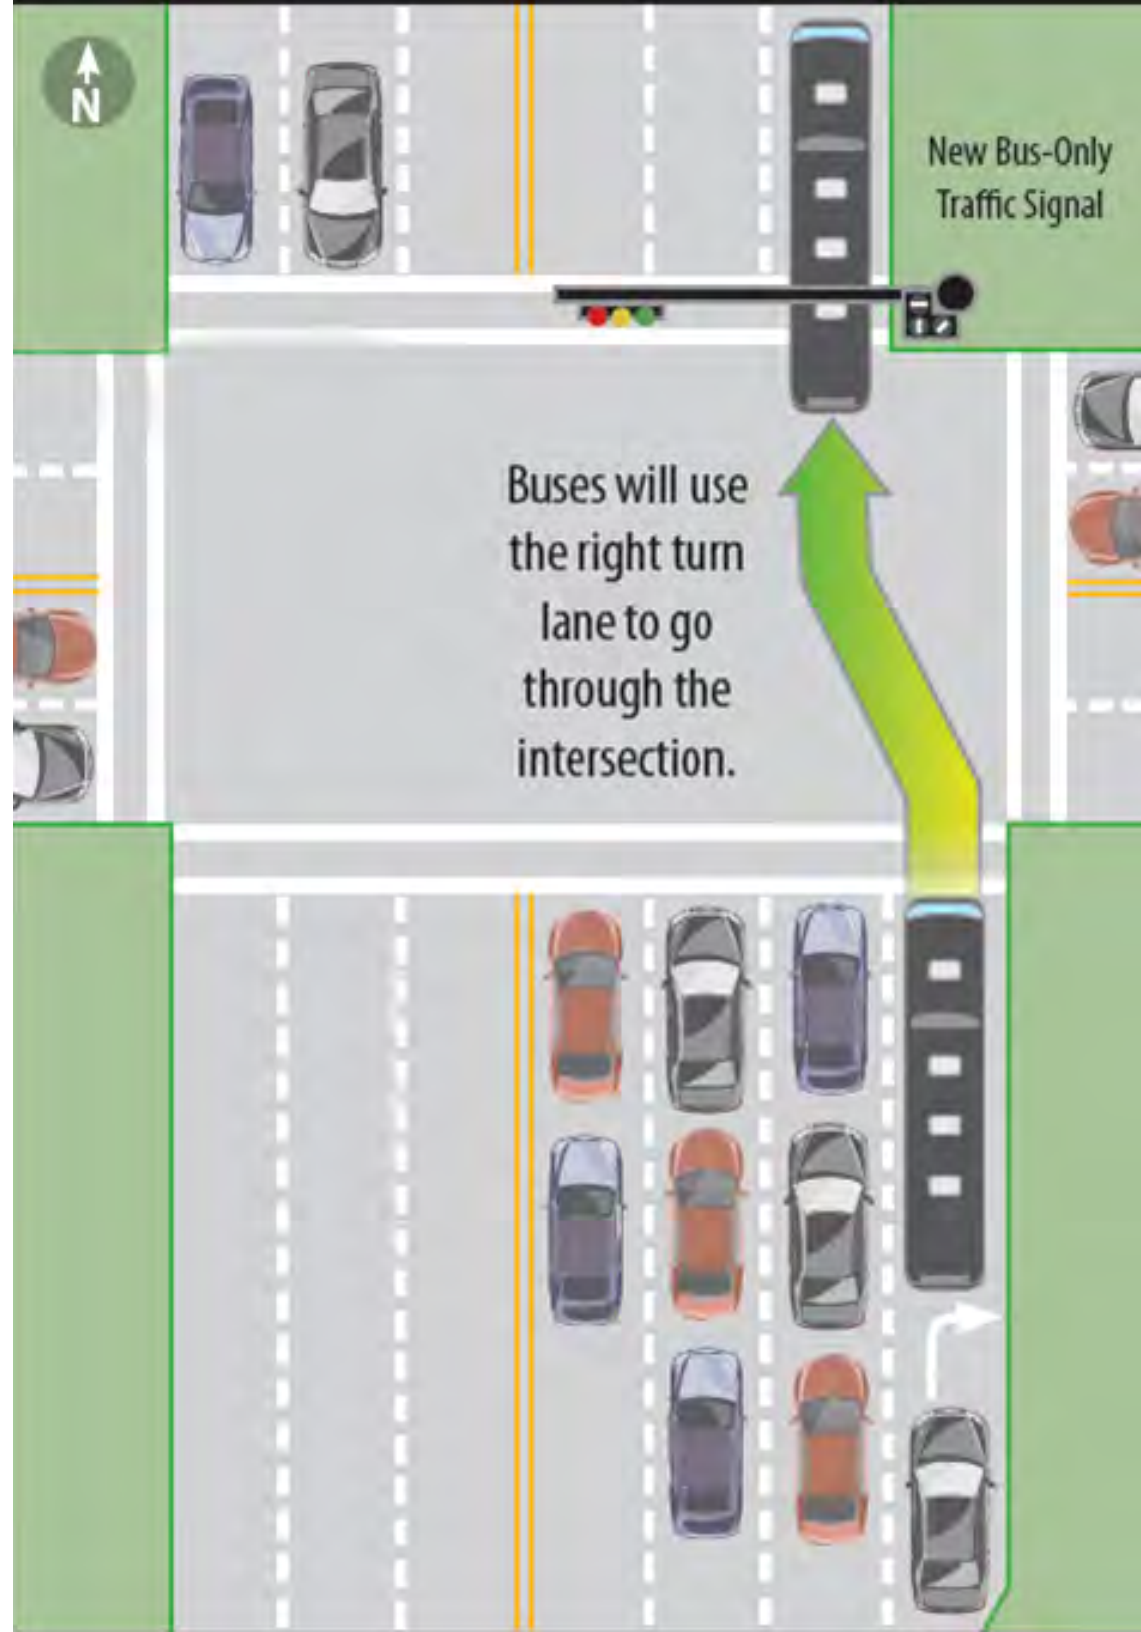 N
New Bus-Only
Traffic Signal
Buses will use
the right turn
lane to go
through the
intersection.